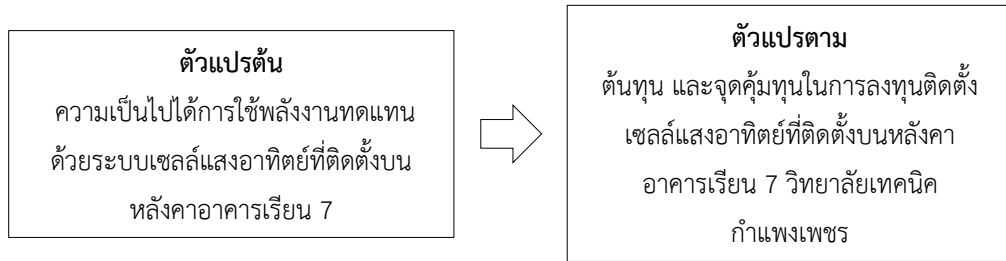 ตัวแปรต้น
ความเป็นไปได้การใช้พลังงานทดแทน
ด้วยระบบเซลล์แสงอาทิตย์ที่ติดตั้งบน
หลังคาอาคารเรียน 7
ตัวแปรตาม
ต้นทุน และจุดคุ้มทุนในการลงทุนติดตั้ง
เซลล์แสงอาทิตย์ที่ติดตั้งบนหลังคา
อาคารเรียน 7 วิทยาลัยเทคนิค
กำแพงเพชร